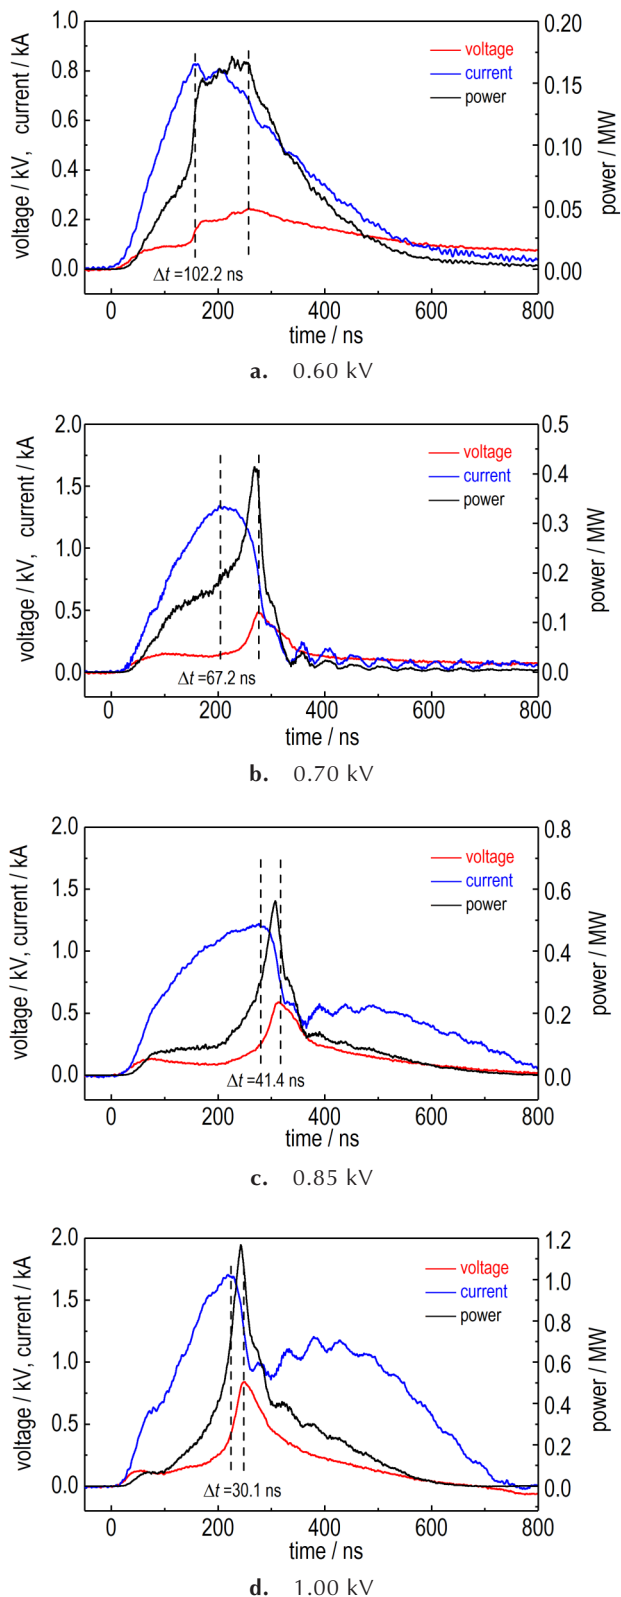 1.0
0.8
0.6
0.4
0.2
0.0
voltage / kV, current / kA
0.20
0.15
0.10
0.05
0.00
power / MW
voltage
current
power
Δt =102.2 ns
0 200 400 600 800
time / ns
a. 0.60 kV
2.0
1.5
1.0
0.5
0.0
voltage / kV, current / kA
0.5
0.4
0.3
0.2
0.1
0.0
power / MW
voltage
current
power
Δt =67.2 ns
0 200 400 600 800
time / ns
b. 0.70 kV
2.0
1.5
1.0
0.5
0.0
voltage / kV, current / kA
0.8
0.6
0.4
0.2
0.0
power / MW
voltage
current
power
Δt =41.4 ns
0 200 400 600 800
time / ns
c. 0.85 kV
2.0
1.5
1.0
0.5
0.0
voltage / kV, current / kA
1.2
1.0
0.7
0.5
0.2
0.0
power / MW
voltage
current
power
Δt =30.1 ns
0 200 400 600 800
time / ns
d. 1.00 kV